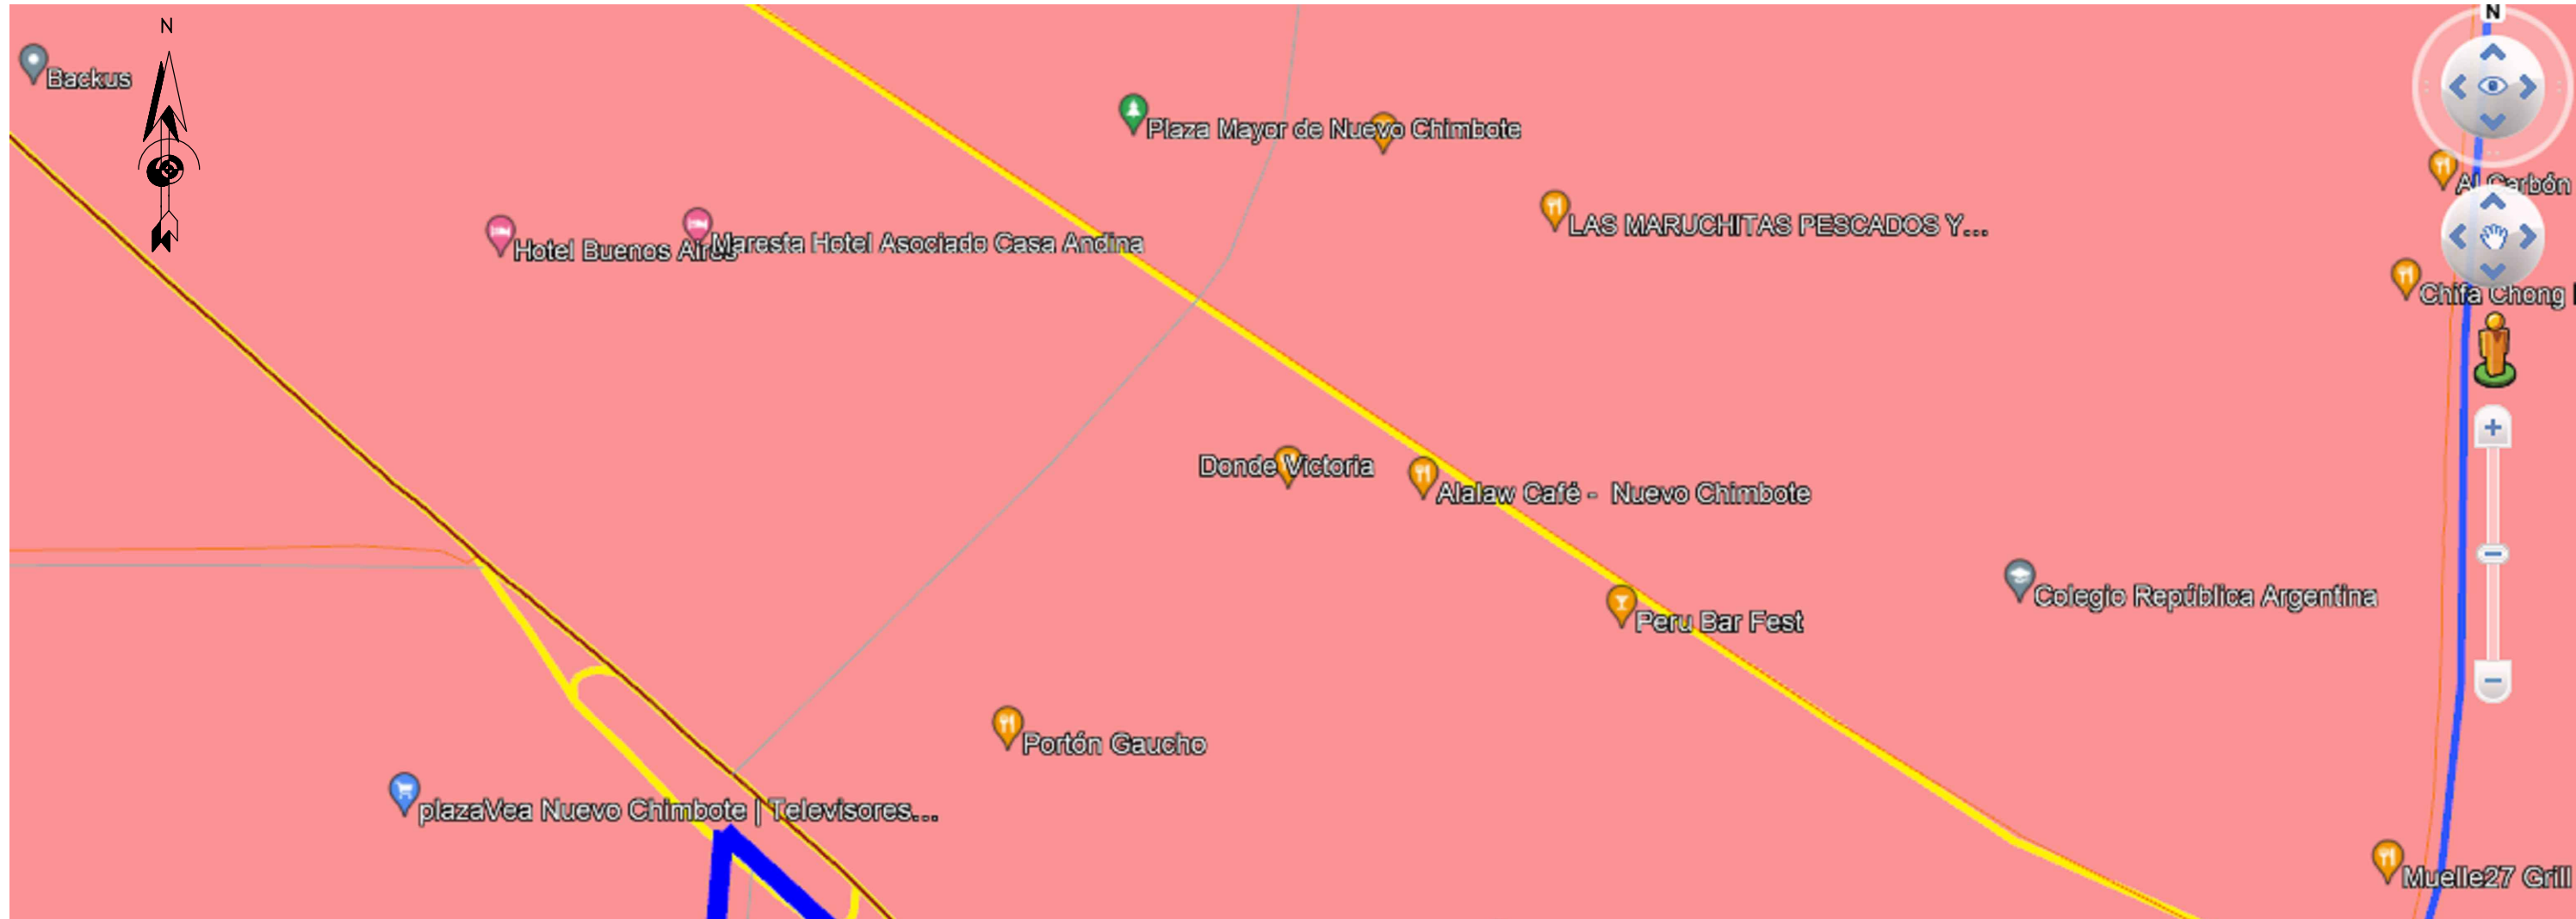 N
N
Backus
Plaza Mayor de Nuevo Chimbote
Al Carbón
LAS MARUCHITAS PESCADOS Y...
Hotel Buenos Aires
Maresta Hotel Asociado Casa Andina
Chifa Chong
Donde Victoria
Alalaw Café - Nuevo Chimbote
Colegio República Argentina
Peru Bar Fest
Portón Gaucho
plazaVea Nuevo Chimbote | Televisores...
Muelle27 Grill